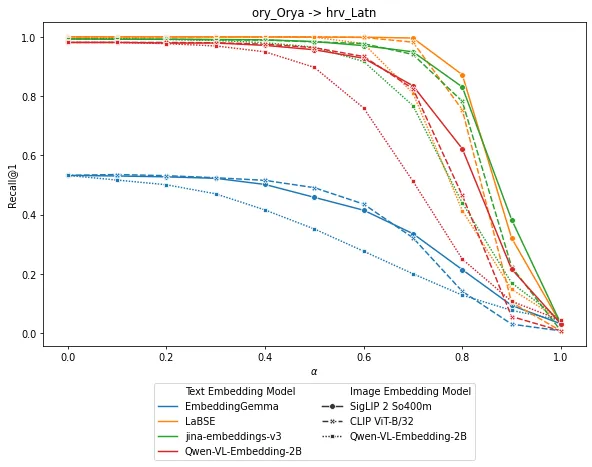 ory_Orya -> hrv_Latn
1.0
0.8
0.6
0.4
0.2
0.0
Recall@1
0.0 0.2 0.4 0.6 0.8 1.0
α
Text Embedding Model
EmbeddingGemma
LaBSE
jina-embeddings-v3
Qwen-VL-Embedding-2B
Image Embedding Model
SigLIP 2 So400m
CLIP ViT-B/32
Qwen-VL-Embedding-2B